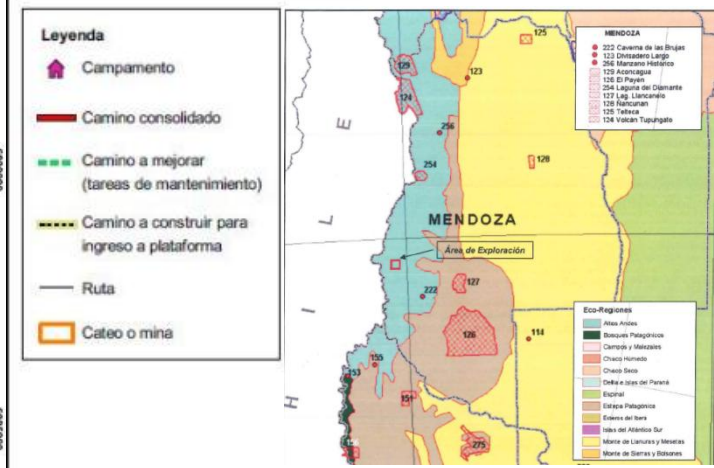 Leyenda
Campamento
Camino consolidado
Camino a mejorar
(tareas de mantenimiento)
Camino a construir para
ingreso a plataforma
Ruta
Cateo o mina
MENDOZA
222 Caverna de las Brujas
123 Divisadero Largo
256 Manzano Histórico
129 Aconcagua
126 El Payén
254 Laguna del Diamante
127 Lag. Llancanelo
128 Ñancuñan
125 Telteca
124 Volcán Tupungato
125
129
123
124
256
128
254
MENDOZA
Área de Exploración
127
222
126
114
155
153
151
275
H I L E
Eco-Regiones
Altos Andes
Bosques Patagónicos
Campos y Malezales
Chaco Húmedo
Chaco Seco
Delta e Islas del Paraná
Espinal
Estepa Patagónica
Esteros del Iberá
Islas del Atlántico Sur
Monte de Llanuras y Mesetas
Monte de Sierras y Bolsones